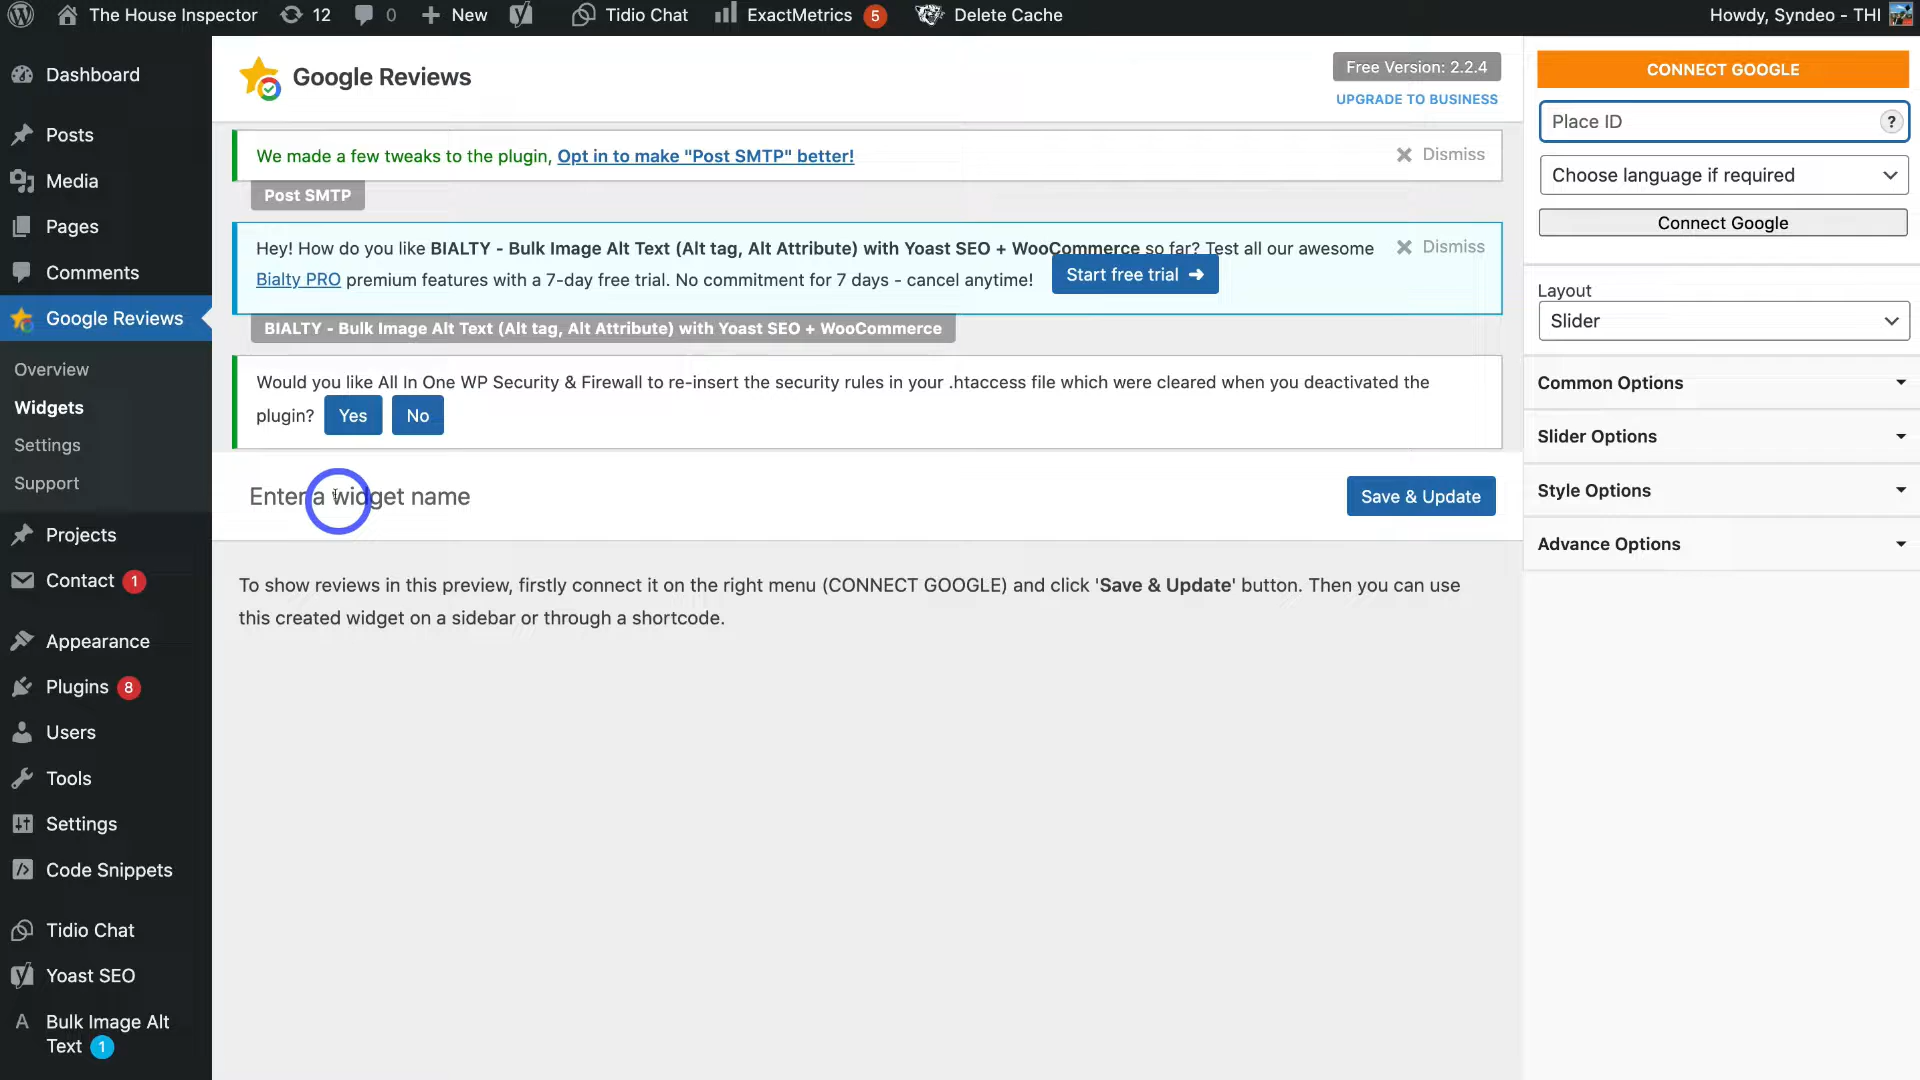 The House Inspector
12
0
New
Tidio Chat
ExactMetrics
5
Delete Cache
Howdy, Syndeo - THI
Dashboard
Posts
Media
Pages
Comments
Google Reviews
Overview
Widgets
Settings
Support
Projects
Contact 1
Appearance
Plugins 8
Users
Tools
Settings
Code Snippets
Tidio Chat
Yoast SEO
A Bulk Image Alt
Text 1
Google Reviews
Free Version: 2.2.4
UPGRADE TO BUSINESS
We made a few tweaks to the plugin, Opt in to make "Post SMTP" better!
Dismiss
Post SMTP
Hey! How do you like BIALTY - Bulk Image Alt Text (Alt tag, Alt Attribute) with Yoast SEO + WooCommerce so far? Test all our awesome
Dismiss
Bialty PRO premium features with a 7-day free trial. No commitment for 7 days - cancel anytime!
Start free trial ➜
BIALTY - Bulk Image Alt Text (Alt tag, Alt Attribute) with Yoast SEO + WooCommerce
Would you like All In One WP Security & Firewall to re-insert the security rules in your .htaccess file which were cleared when you deactivated the
plugin? Yes No
Enter a widget name
Save & Update
To show reviews in this preview, firstly connect it on the right menu (CONNECT GOOGLE) and click 'Save & Update' button. Then you can use
this created widget on a sidebar or through a shortcode.
CONNECT GOOGLE
Place ID
?
Choose language if required
Connect Google
Layout
Slider
Common Options
Slider Options
Style Options
Advance Options